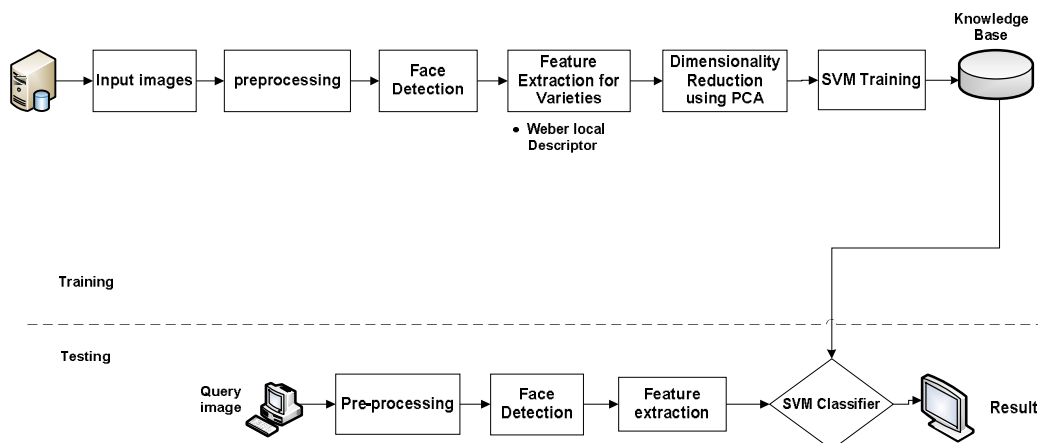 Knowledge
Base
Input images
preprocessing
Face
Detection
Feature
Extraction for
Varieties
Dimensionality
Reduction
using PCA
SVM Training
• Weber local
Descriptor
Training
Testing
Query
image
Pre-processing
Face
Detection
Feature
extraction
SVM Classifier
Result